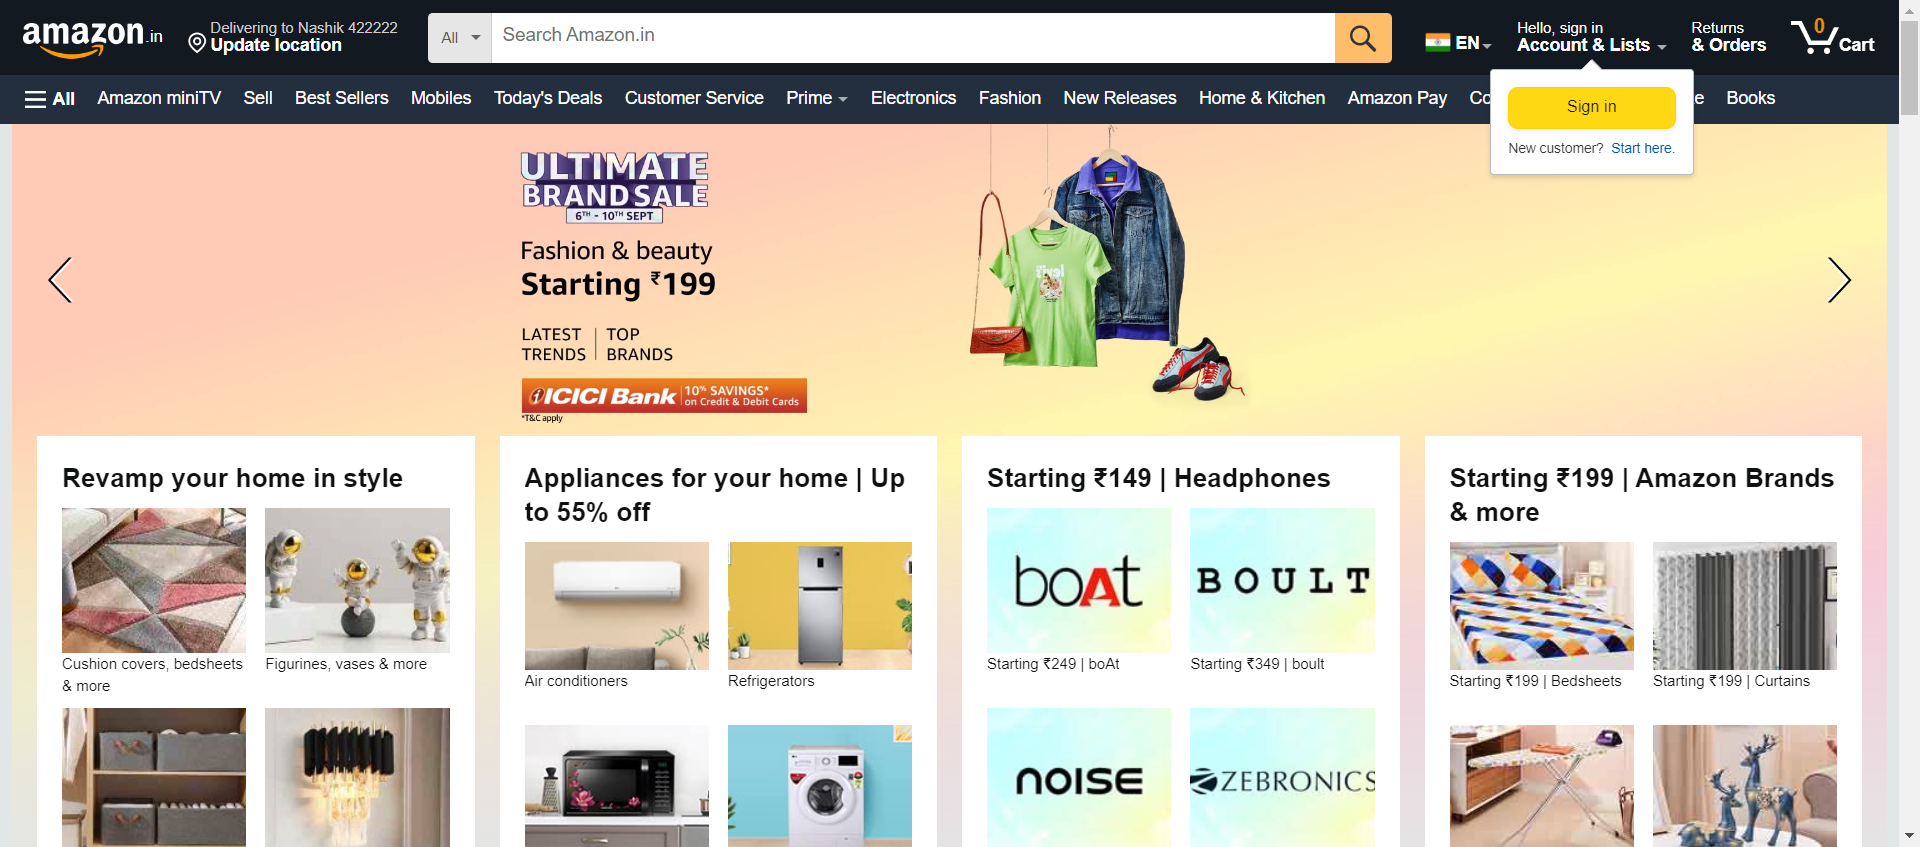 amazon.in
Delivering to Nashik 422222
Update location
All
Search Amazon.in
EN
Hello, sign in
Account & Lists
Returns
& Orders
0
Cart
All
Amazon miniTV
Sell
Best Sellers
Mobiles
Today's Deals
Customer Service
Prime
Electronics
Fashion
New Releases
Home & Kitchen
Amazon Pay
Co
e
Books
Sign in
New customer? Start here.
ULTIMATE
BRAND SALE
6TH - 10TH SEPT
Fashion & beauty
Starting ₹199
LATEST TRENDS | TOP BRANDS
ICICI Bank
10% SAVINGS*
on Credit & Debit Cards
*T&C apply
Revamp your home in style
Cushion covers, bedsheets
& more
Figurines, vases & more
Appliances for your home | Up
to 55% off
Air conditioners
Refrigerators
Starting ₹149 | Headphones
boAt
BOULT
Starting ₹249 | boAt
Starting ₹349 | boult
noise
ZEBRONICS
Starting ₹199 | Amazon Brands
& more
Starting ₹199 | Bedsheets
Starting ₹199 | Curtains